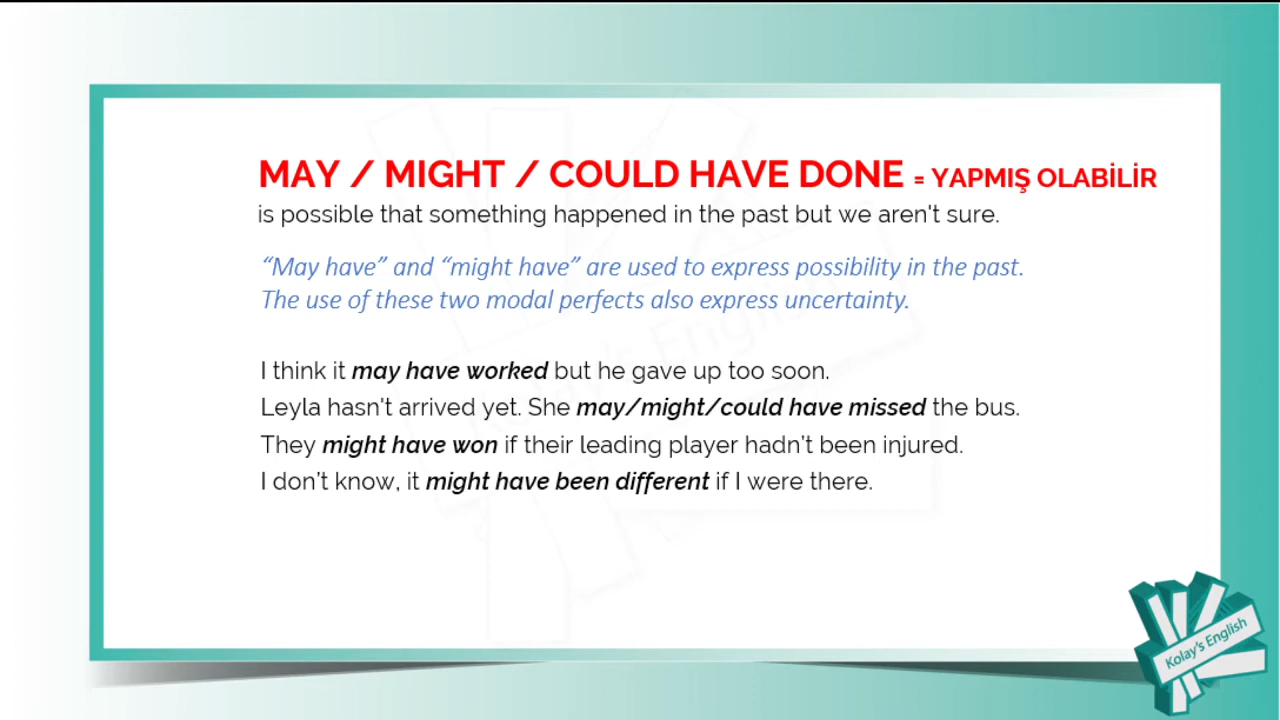 MAY / MIGHT / COULD HAVE DONE = YAPMIŞ OLABİLİR
is possible that something happened in the past but we aren't sure.
“May have” and “might have” are used to express possibility in the past.
The use of these two modal perfects also express uncertainty.
I think it may have worked but he gave up too soon.
Leyla hasn't arrived yet. She may/might/could have missed the bus.
They might have won if their leading player hadn’t been injured.
I don’t know, it might have been different if I were there.
Kolay's English